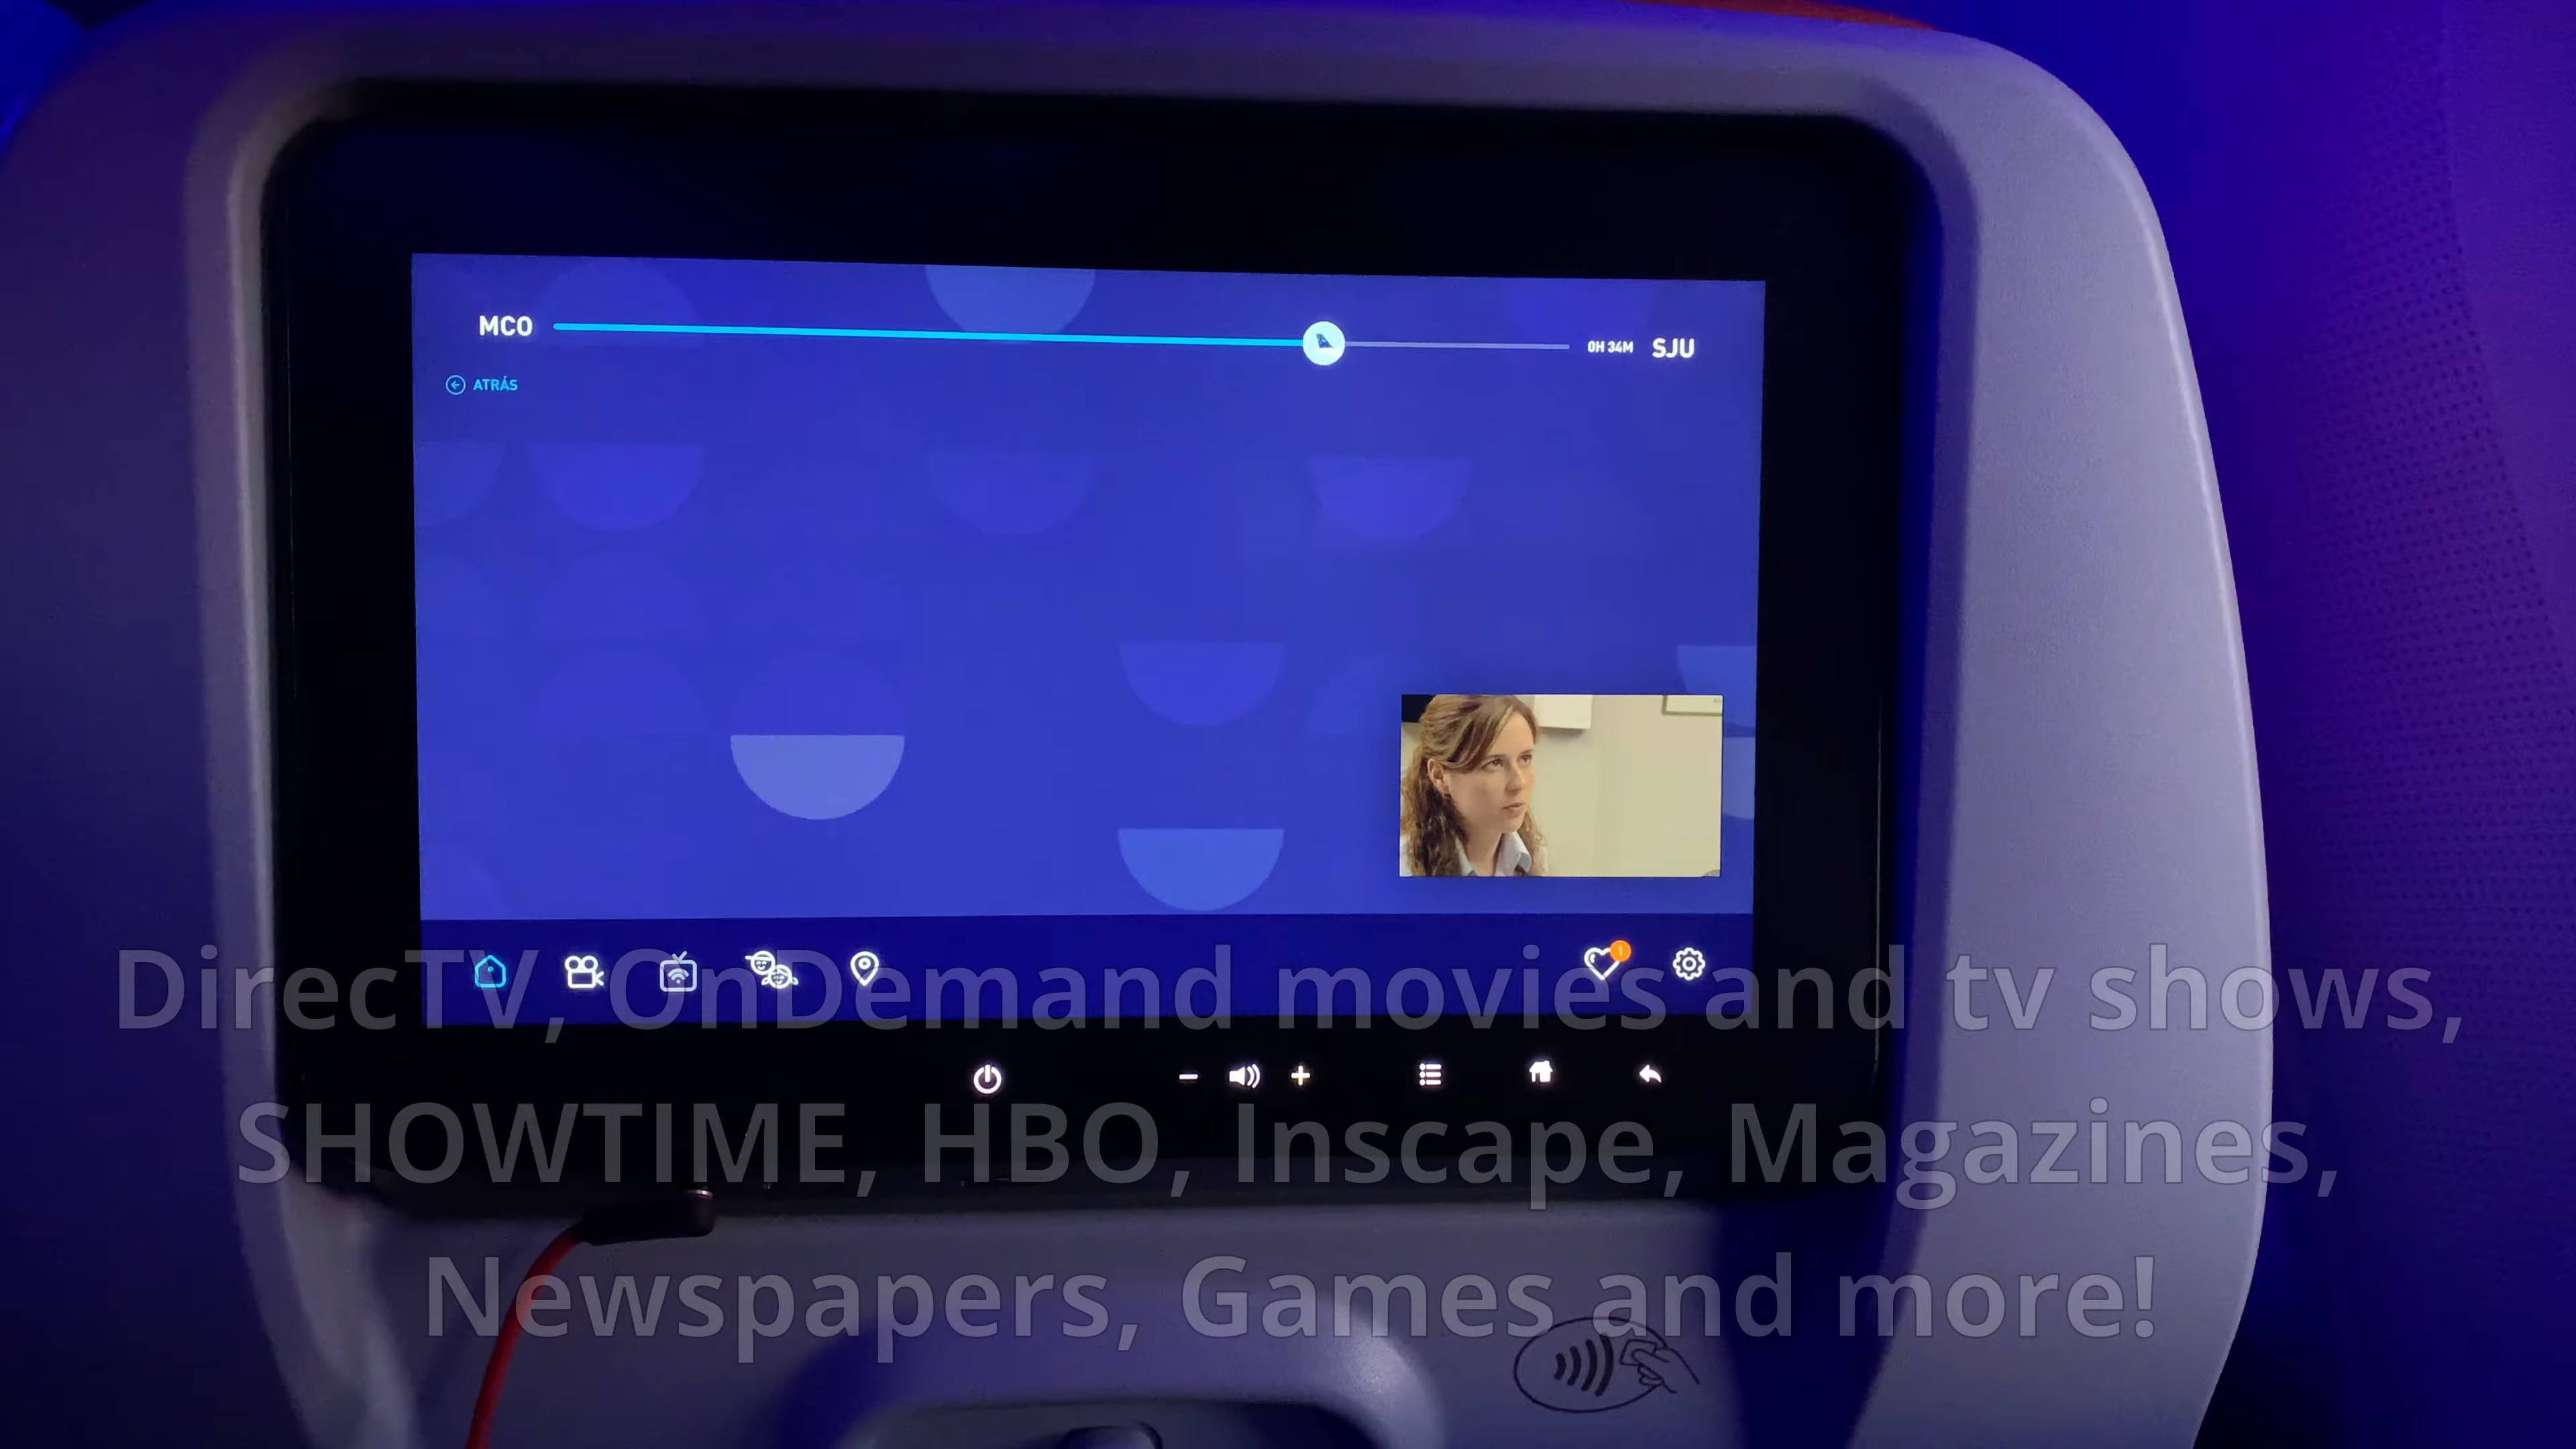 MCO 0H 34M SJU
ATRÁS
1
DirecTV, OnDemand movies and tv shows,
SHOWTIME, HBO, Inscape, Magazines,
Newspapers, Games and more!